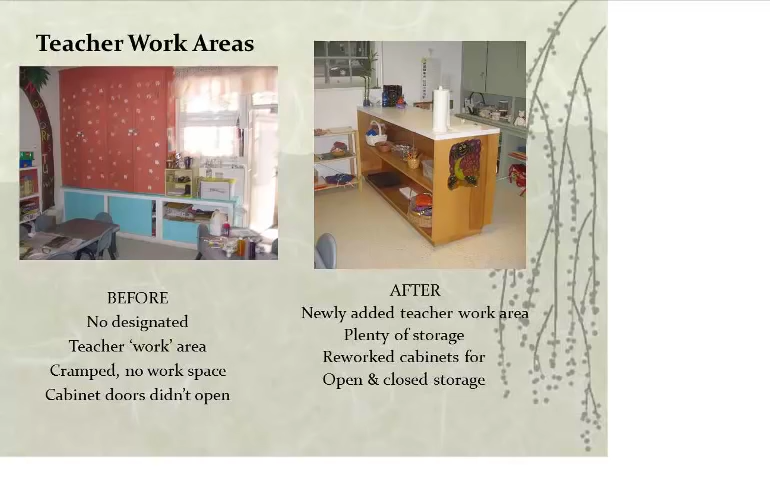 Teacher Work Areas
BEFORE
No designated
Teacher ‘work’ area
Cramped, no work space
Cabinet doors didn’t open
AFTER
Newly added teacher work area
Plenty of storage
Reworked cabinets for
Open & closed storage